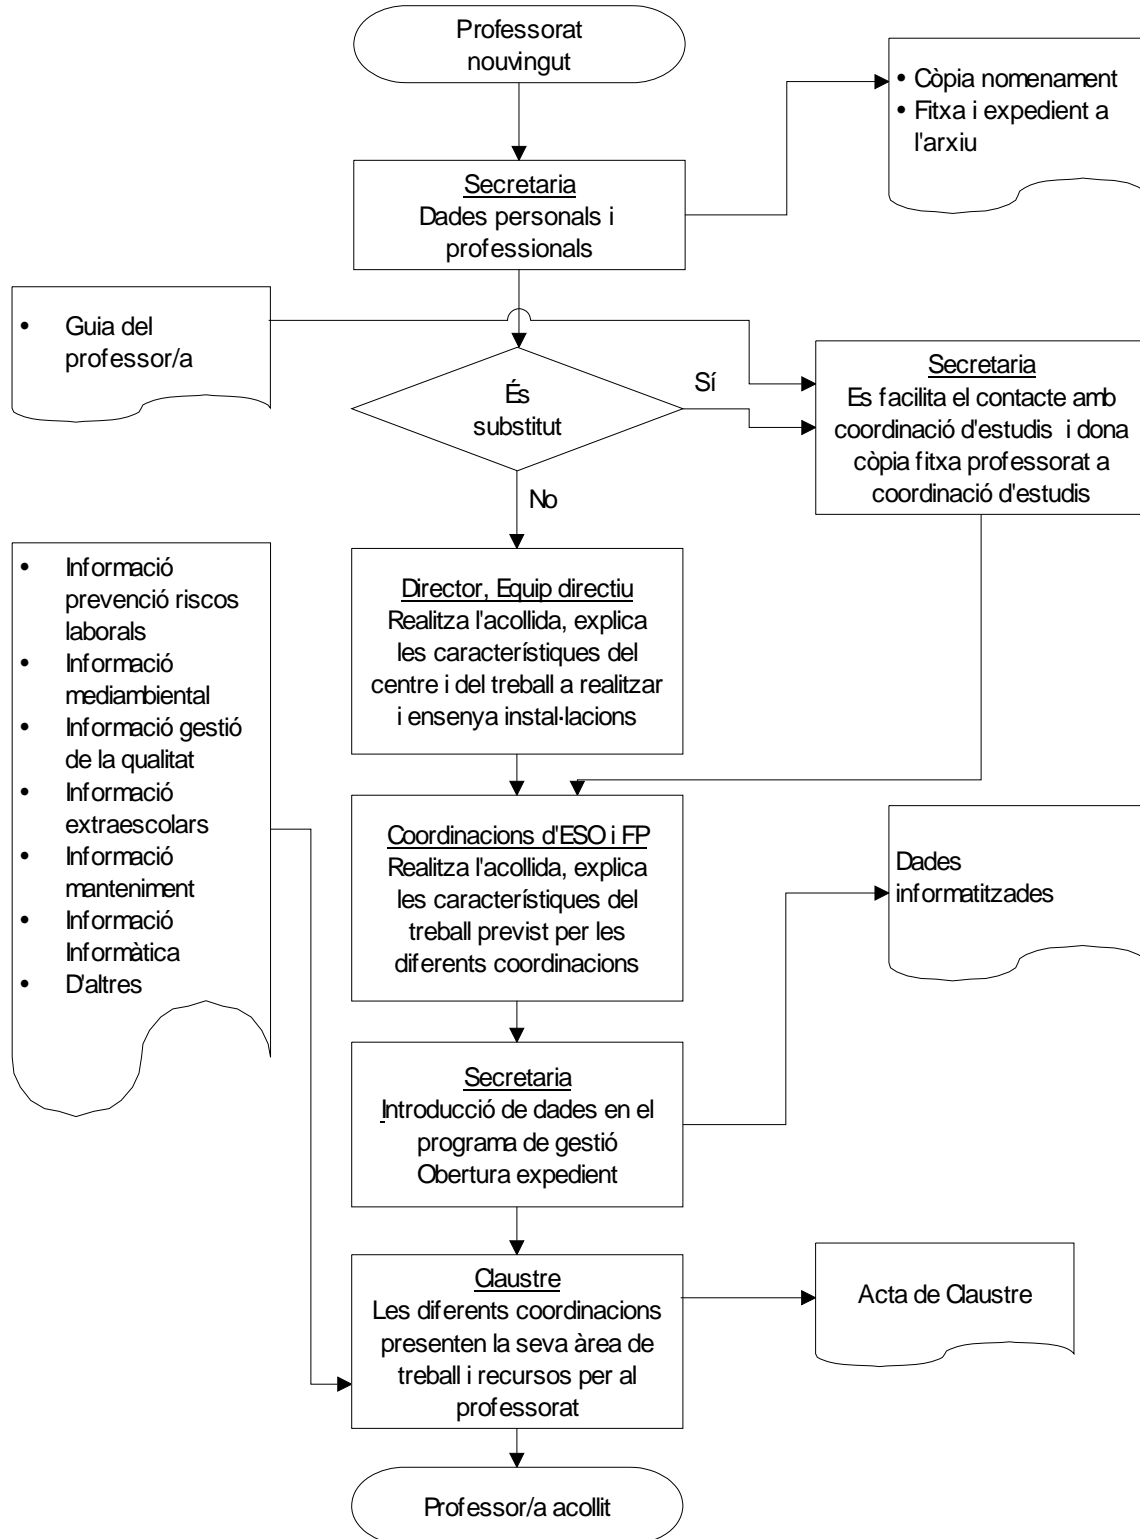 Professorat
nouvingut
• Còpia nomenament
• Fitxa i expedient a
l'arxiu
Secretaria
Dades personals i
professionals
• Guia del
professor/a
És
substitut
Sí
No
Secretaria
Es facilita el contacte amb
coordinació d'estudis i dona
còpia fitxa professorat a
coordinació d'estudis
• Informació
prevenció riscos
laborals
• Informació
mediambiental
• Informació gestió
de la qualitat
• Informació
extraescolars
• Informació
manteniment
• Informació
Informàtica
• D'altres
Director, Equip directiu
Realitza l'acollida, explica
les característiques del
centre i del treball a realitzar
i ensenya instal·lacions
Coordinacions d'ESO i FP
Realitza l'acollida, explica
les característiques del
treball previst per les
diferents coordinacions
Dades
informatitzades
Secretaria
Introducció de dades en el
programa de gestió
Obertura expedient
Claustre
Les diferents coordinacions
presenten la seva àrea de
treball i recursos per al
professorat
Acta de Claustre
Professor/a acollit